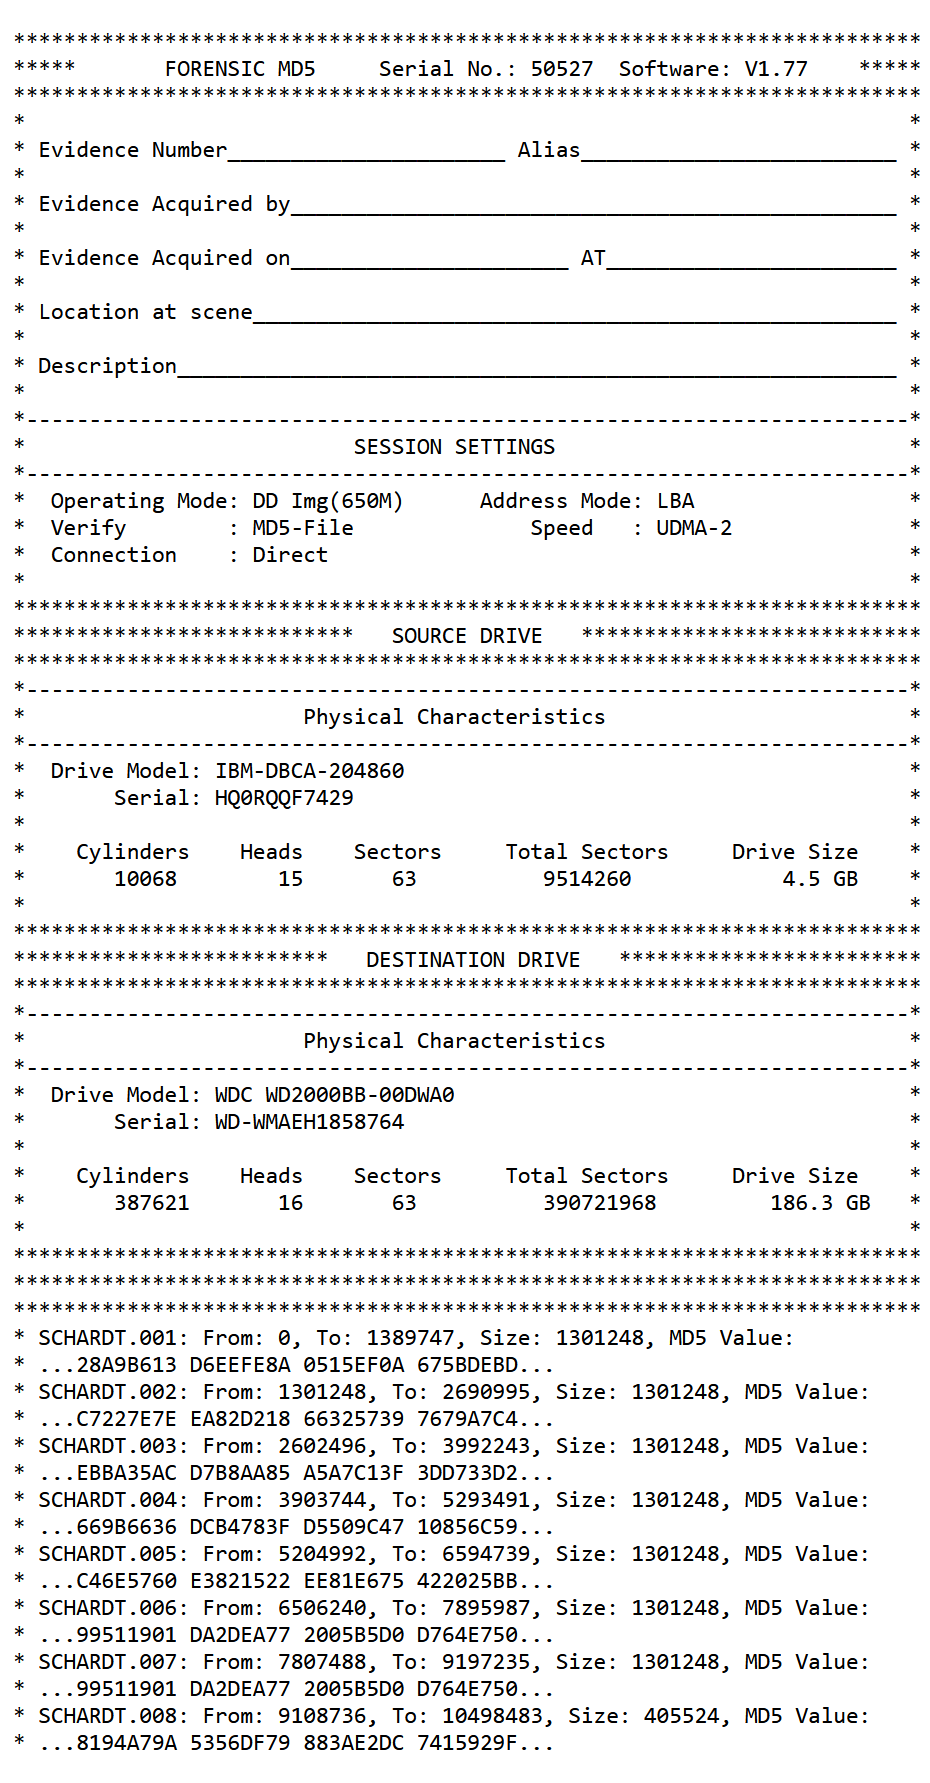 ************************************************************************
*****       FORENSIC MD5     Serial No.: 50527  Software: V1.77    *****
************************************************************************
*                                                                      *
* Evidence Number______________________ Alias_________________________ *
*                                                                      *
* Evidence Acquired by________________________________________________ *
*                                                                      *
* Evidence Acquired on______________________ AT_______________________ *
*                                                                      *
* Location at scene___________________________________________________ *
*                                                                      *
* Description_________________________________________________________ *
*                                                                      *
*----------------------------------------------------------------------*
*                          SESSION SETTINGS                            *
*----------------------------------------------------------------------*
*  Operating Mode: DD Img(650M)      Address Mode: LBA                 *
*  Verify        : MD5-File              Speed   : UDMA-2              *
*  Connection    : Direct                                              *
*                                                                      *
************************************************************************
***************************   SOURCE DRIVE   ***************************
************************************************************************
*----------------------------------------------------------------------*
*                      Physical Characteristics                        *
*----------------------------------------------------------------------*
*  Drive Model: IBM-DBCA-204860                                        *
*       Serial: HQ0RQQF7429                                            *
*                                                                      *
*    Cylinders    Heads    Sectors     Total Sectors     Drive Size    *
*       10068        15       63          9514260            4.5 GB    *
*                                                                      *
************************************************************************
*************************   DESTINATION DRIVE   ************************
************************************************************************
*----------------------------------------------------------------------*
*                      Physical Characteristics                        *
*----------------------------------------------------------------------*
*  Drive Model: WDC WD2000BB-00DWA0                                    *
*       Serial: WD-WMAEH1858764                                        *
*                                                                      *
*    Cylinders    Heads    Sectors     Total Sectors     Drive Size    *
*       387621       16       63          390721968         186.3 GB   *
*                                                                      *
************************************************************************
************************************************************************
************************************************************************
* SCHARDT.001: From: 0, To: 1389747, Size: 1301248, MD5 Value:
* ...28A9B613 D6EEFE8A 0515EF0A 675BDEBD...
* SCHARDT.002: From: 1301248, To: 2690995, Size: 1301248, MD5 Value:
* ...C7227E7E EA82D218 66325739 7679A7C4...
* SCHARDT.003: From: 2602496, To: 3992243, Size: 1301248, MD5 Value:
* ...EBBA35AC D7B8AA85 A5A7C13F 3DD733D2...
* SCHARDT.004: From: 3903744, To: 5293491, Size: 1301248, MD5 Value:
* ...669B6636 DCB4783F D5509C47 10856C59...
* SCHARDT.005: From: 5204992, To: 6594739, Size: 1301248, MD5 Value:
* ...C46E5760 E3821522 EE81E675 422025BB...
* SCHARDT.006: From: 6506240, To: 7895987, Size: 1301248, MD5 Value:
* ...99511901 DA2DEA77 2005B5D0 D764E750...
* SCHARDT.007: From: 7807488, To: 9197235, Size: 1301248, MD5 Value:
* ...99511901 DA2DEA77 2005B5D0 D764E750...
* SCHARDT.008: From: 9108736, To: 10498483, Size: 405524, MD5 Value:
* ...8194A79A 5356DF79 883AE2DC 7415929F...